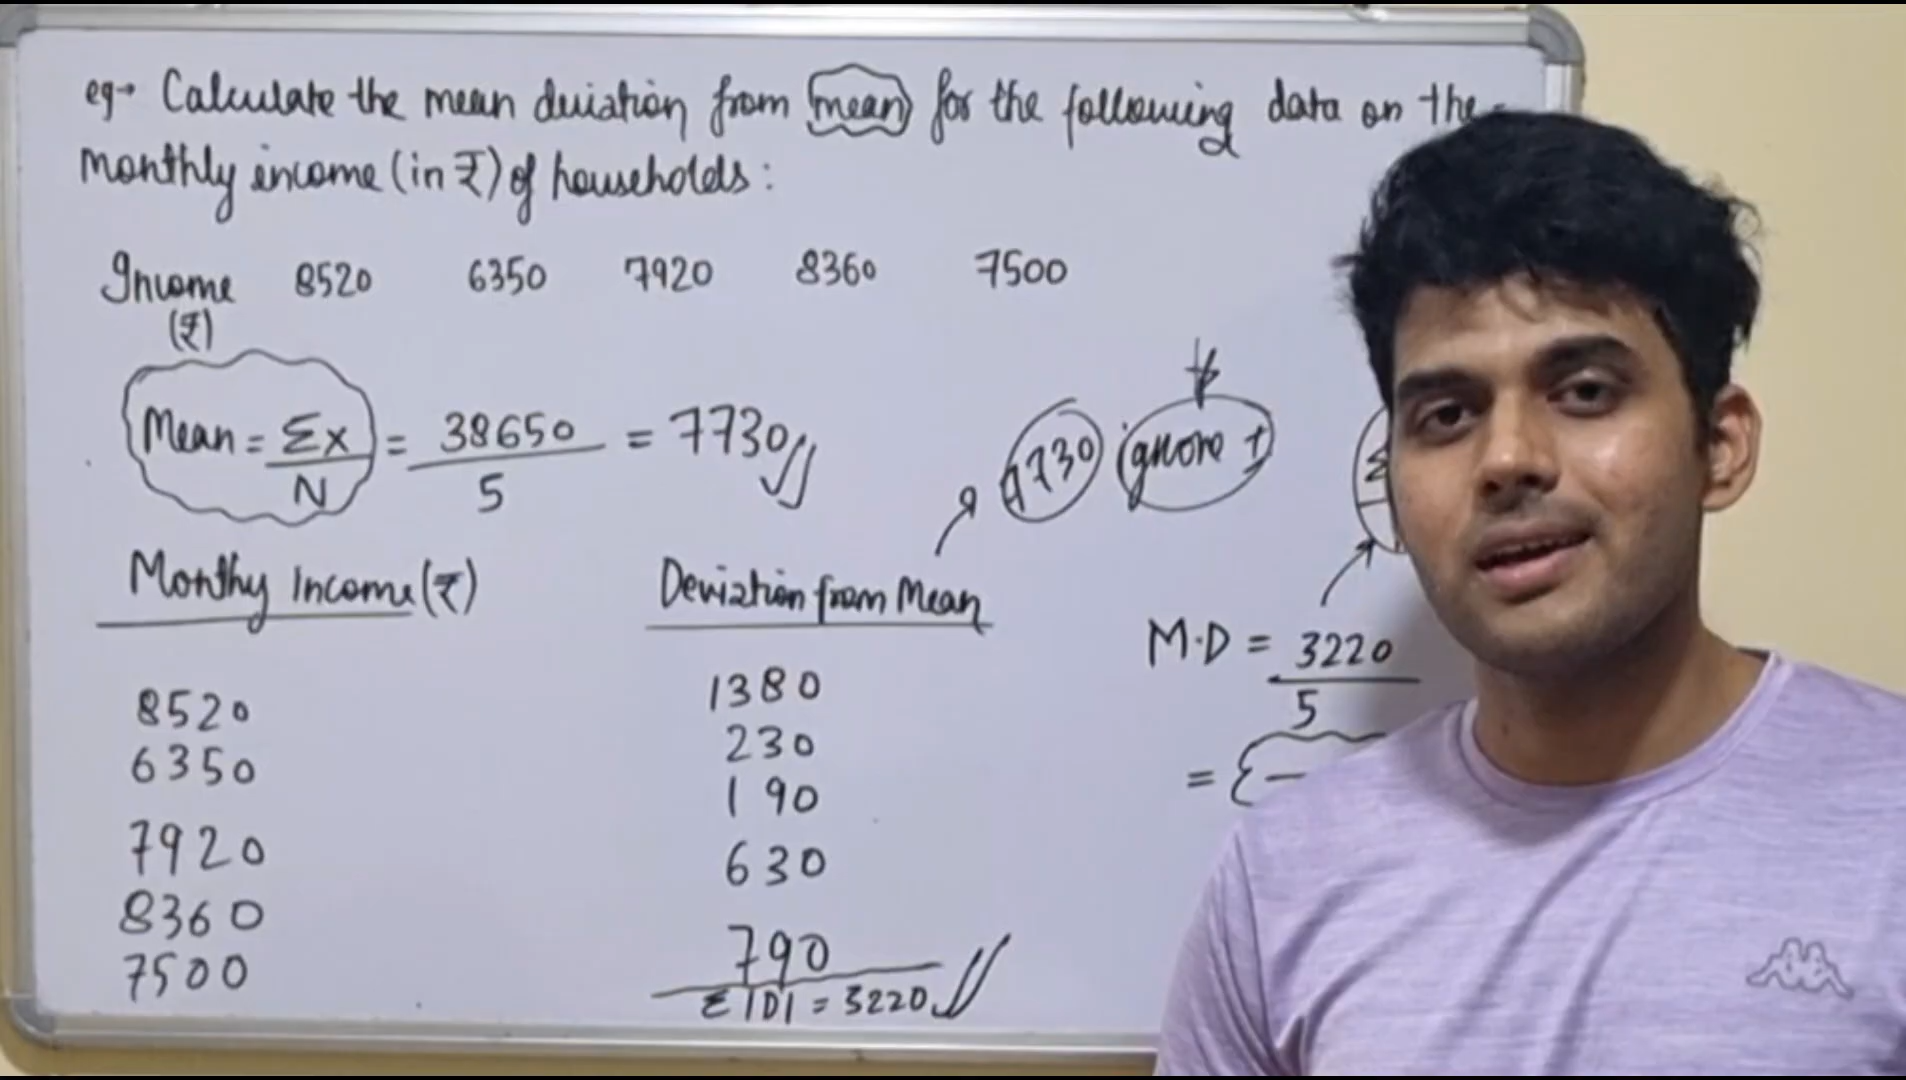 eg→ Calculate the mean deviation from mean for the following data on the
monthly income (in ₹) of households:
Income 8520 6350 7920 8360 7500
(₹)
Mean = Σx/N = 38650/5 = 7730
7730 ignore ±
Monthy Income (₹) Deviation from Mean
M.D = 3220/5
8520 1380
6350 230
= {—
7920 190
8360 630
7500 790
Σ|D| = 3220